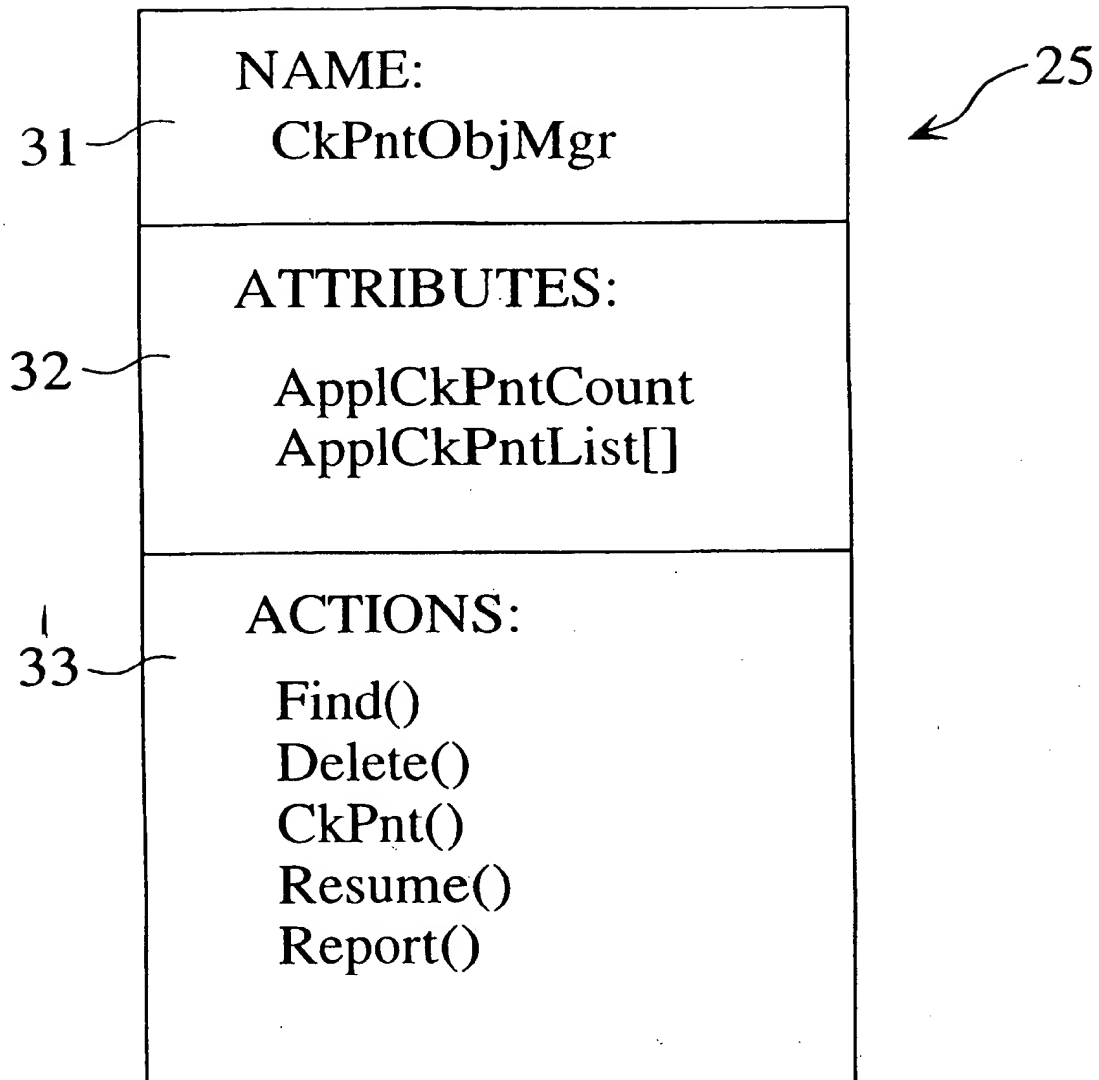 NAME:
CkPntObjMgr
25
31
ATTRIBUTES:
32
ApplCkPntCount
ApplCkPntList[]
ACTIONS:
33
Find()
Delete()
CkPnt()
Resume()
Report()